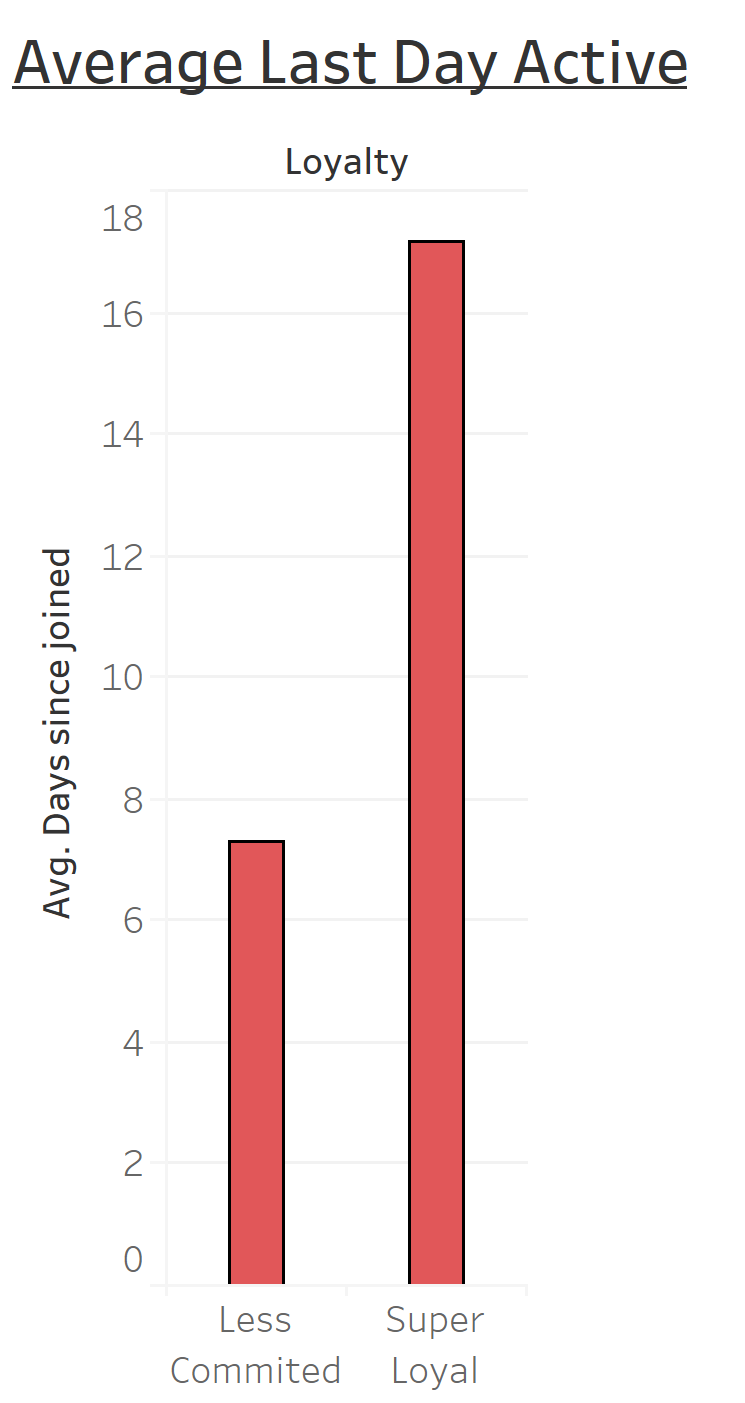 Average Last Day Active
Loyalty
18
16
14
12
10
8
6
4
2
0
Avg. Days since joined
Less
Commited
Super
Loyal